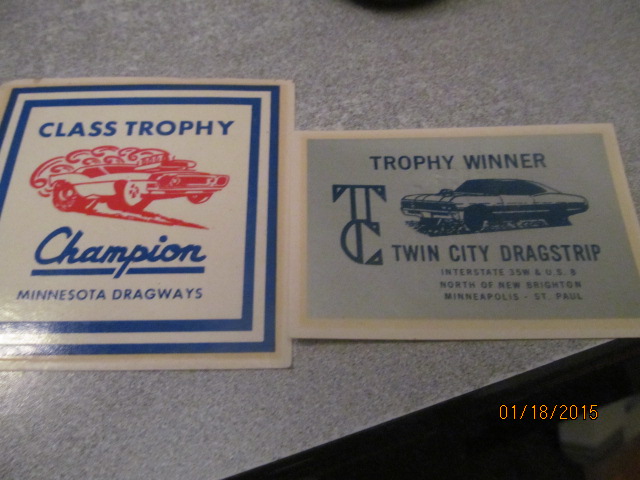 CLASS TROPHY
Champion
MINNESOTA DRAGWAYS
TROPHY WINNER
TC
TWIN CITY DRAGSTRIP
INTERSTATE 35W & U.S. 8
NORTH OF NEW BRIGHTON
MINNEAPOLIS - ST. PAUL
01/18/2015